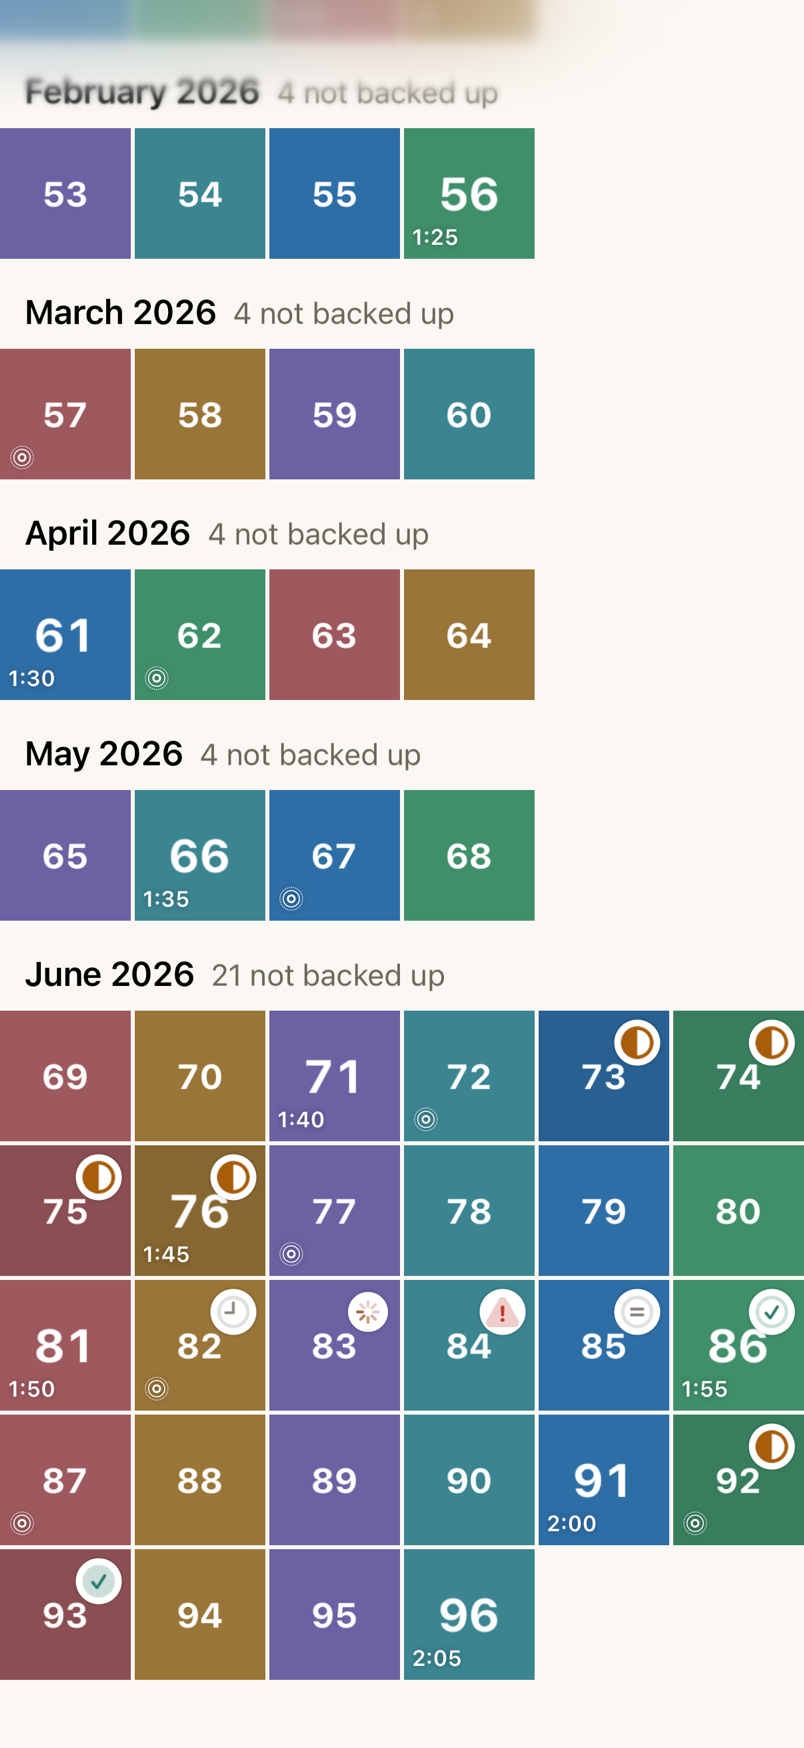 February 2026 4 not backed up
53 54 55 56
1:25
March 2026 4 not backed up
57 58 59 60
April 2026 4 not backed up
61 62 63 64
1:30
May 2026 4 not backed up
65 66 67 68
1:35
June 2026 21 not backed up
69 70 71 72 73 74
1:40
75 76 77 78 79 80
1:45
81 82 83 84 85 86
1:50 1:55
87 88 89 90 91 92
2:00
93 94 95 96
2:05